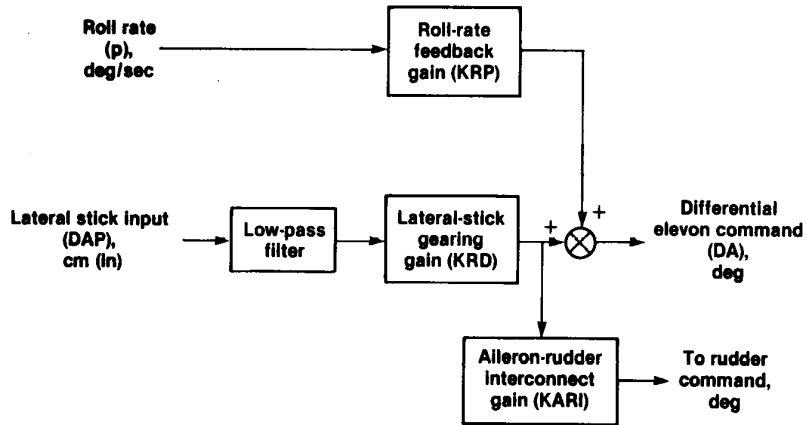 Roll rate
(p),
deg/sec
Roll-rate
feedback
gain (KRP)
Lateral stick input
(DAP),
cm (in)
Low-pass
filter
Lateral-stick
gearing
gain (KRD)
+
+
Differential
elevon command
(DA),
deg
Aileron-rudder
interconnect
gain (KARI)
To rudder
command,
deg